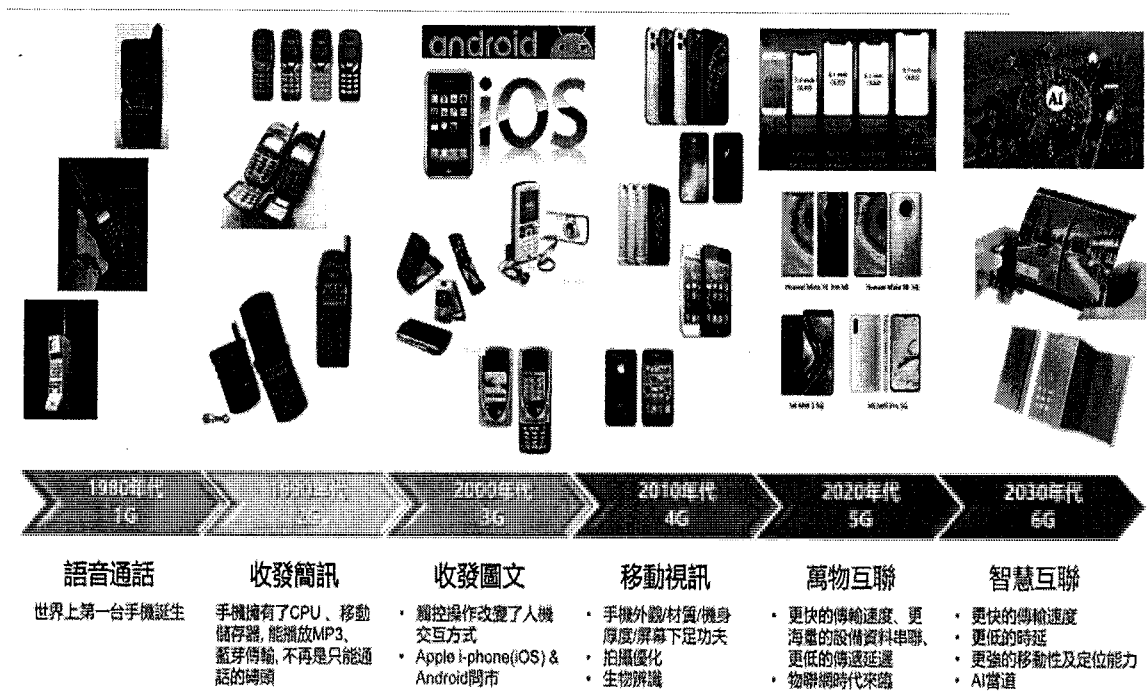 android
iOS
AI
1980年代
1G
1990年代
2G
2000年代
3G
2010年代
4G
2020年代
5G
2030年代
6G
語音通話
世界上第一台手機誕生
收發簡訊
手機擁有了CPU、移動
儲存器, 能播放MP3、
藍芽傳輸, 不再是只能通
話的磚頭
收發圖文
• 觸控操作改變了人機
交互方式
• Apple i-phone(iOS) &
Android問市
移動視訊
• 手機外觀/材質/機身
厚度/屏幕下足功夫
• 拍攝優化
• 生物辨識
萬物互聯
• 更快的傳輸速度、更
海量的設備資料串聯、
更低的傳遞延遲
• 物聯網時代來臨
智慧互聯
• 更快的傳輸速度
• 更低的時延
• 更強的移動性及定位能力
• AI當道